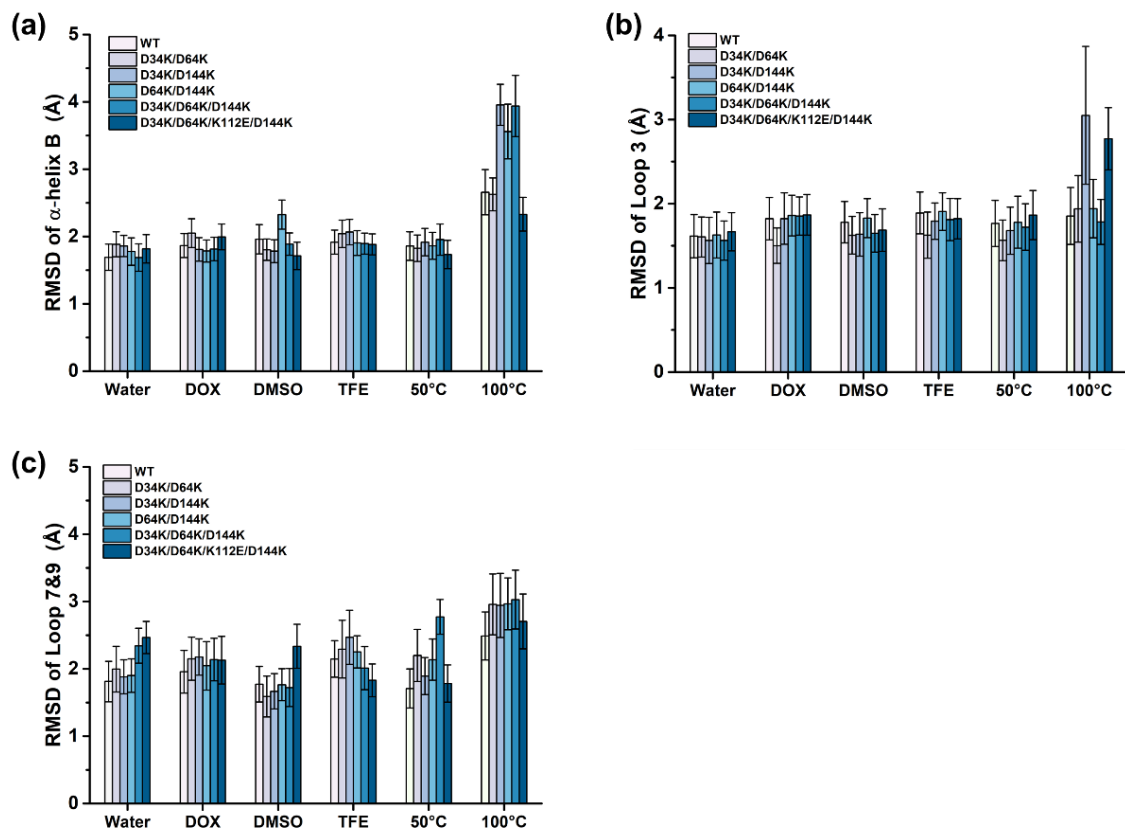 (a)
RMSD of α-helix B (Å)
5
4
3
2
1
0
WT
D34K/D64K
D34K/D144K
D64K/D144K
D34K/D64K/D144K
D34K/D64K/K112E/D144K
Water DOX DMSO TFE 50°C 100°C
(b)
RMSD of Loop 3 (Å)
4
3
2
1
0
WT
D34K/D64K
D34K/D144K
D64K/D144K
D34K/D64K/D144K
D34K/D64K/K112E/D144K
Water DOX DMSO TFE 50°C 100°C
(c)
RMSD of Loop 7&9 (Å)
5
4
3
2
1
0
WT
D34K/D64K
D34K/D144K
D64K/D144K
D34K/D64K/D144K
D34K/D64K/K112E/D144K
Water DOX DMSO TFE 50°C 100°C